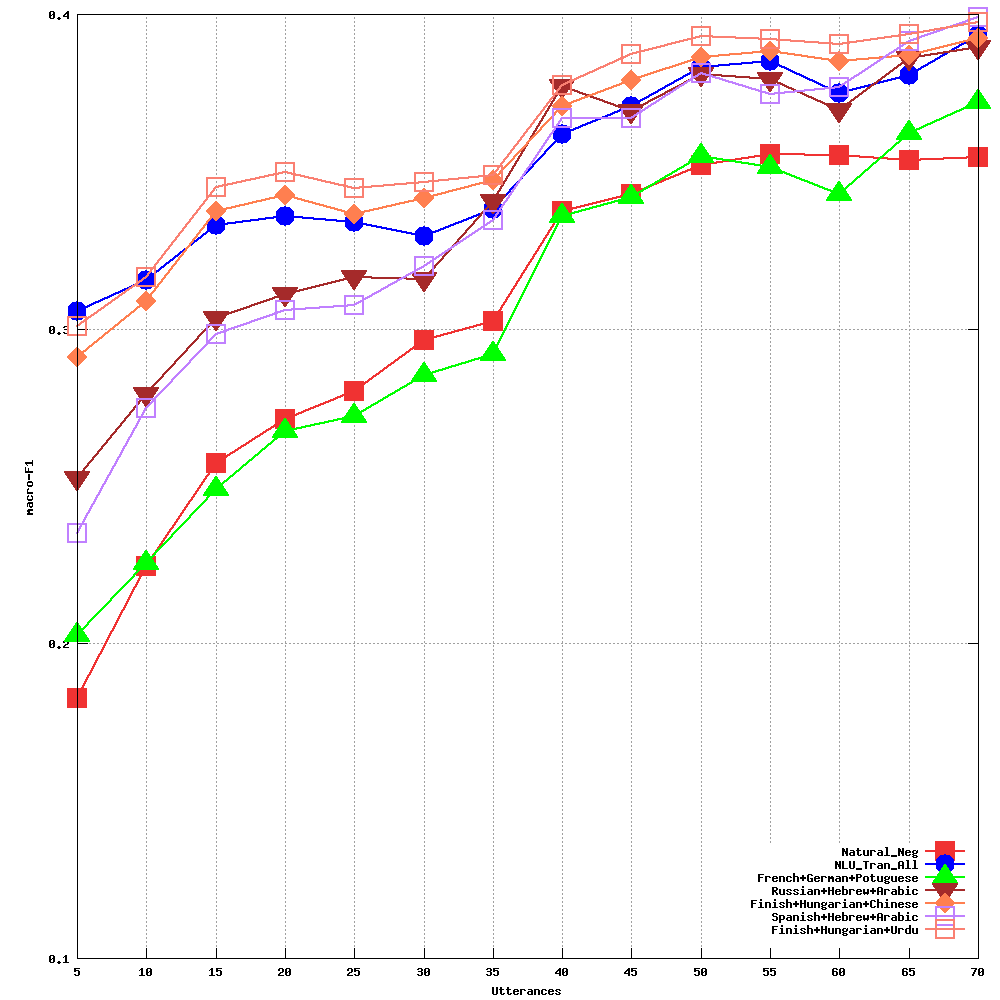 0.4
0.3
0.2
0.1
macro-F1
5 10 15 20 25 30 35 40 45 50 55 60 65 70
Utterances
Natural_Neg
NLU_Tran_All
French+German+Potuguese
Russian+Hebrew+Arabic
Finish+Hungarian+Chinese
Spanish+Hebrew+Arabic
Finish+Hungarian+Urdu